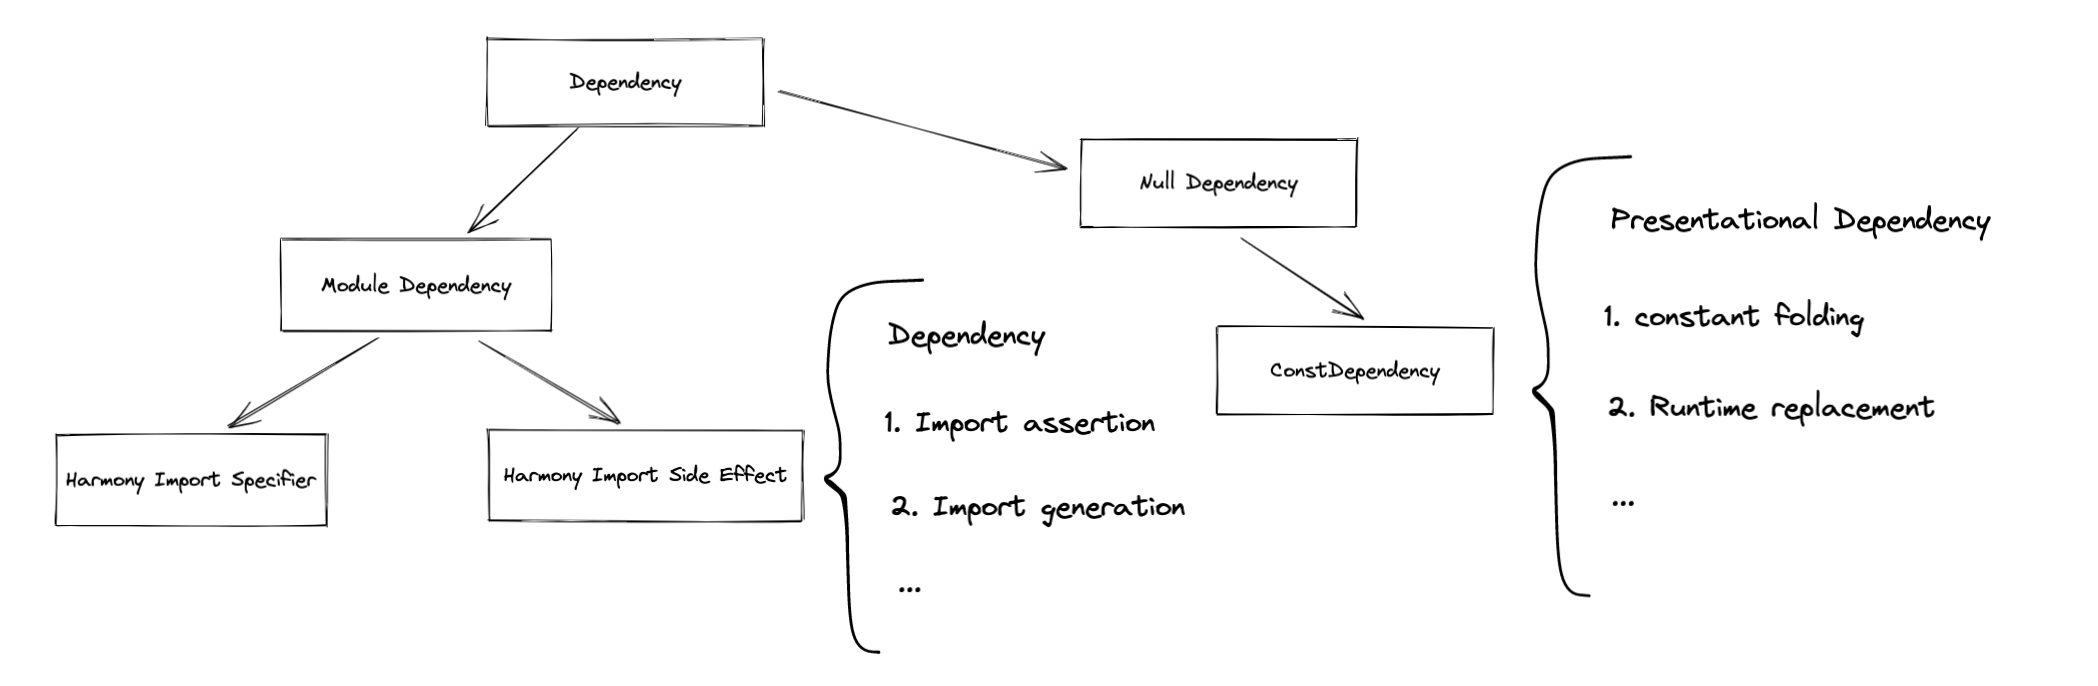 Dependency
Null Dependency
Module Dependency
ConstDependency
Harmony Import Specifier
Harmony Import Side Effect
Dependency
1. Import assertion
2. Import generation
...
Presentational Dependency
1. constant folding
2. Runtime replacement
...